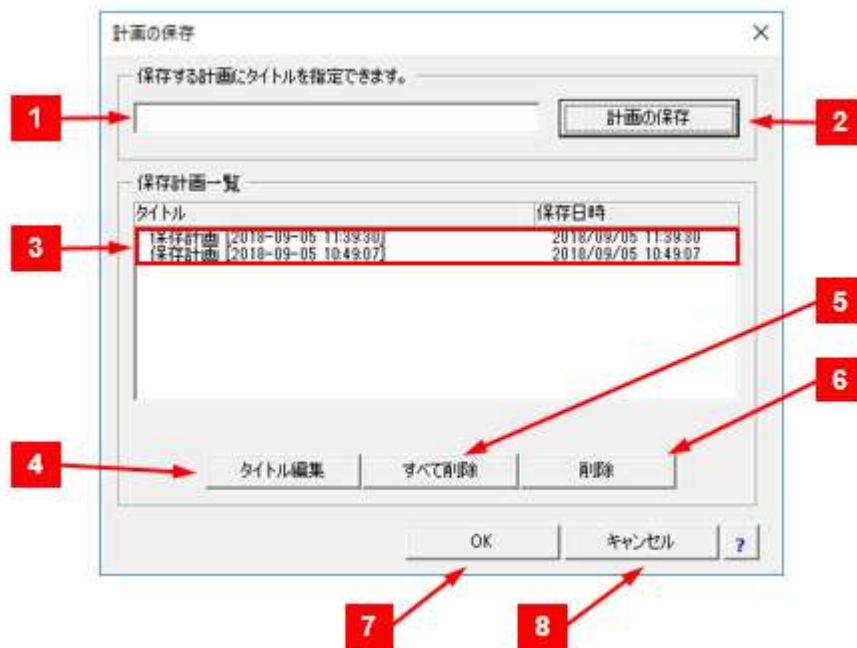 計画の保存
保存する計画にタイトルを指定できます。
1
計画の保存
2
保存計画一覧
タイトル 保存日時
3
保存計画 [2018-09-05 11:39:30] 2018/09/05 11:39:30
保存計画 [2018-09-05 10:49:07] 2018/09/05 10:49:07
5
6
4
タイトル編集 すべて削除 削除
OK キャンセル ?
7 8